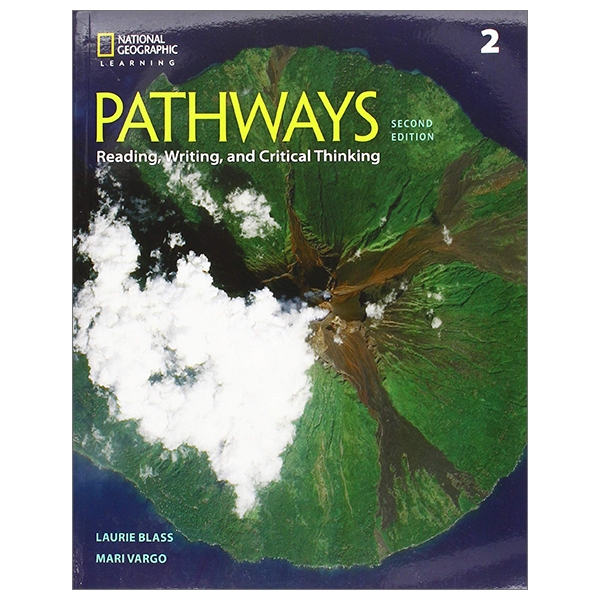 NATIONAL
GEOGRAPHIC
LEARNING
2
PATHWAYS
SECOND
EDITION
Reading, Writing, and Critical Thinking
LAURIE BLASS
MARI VARGO